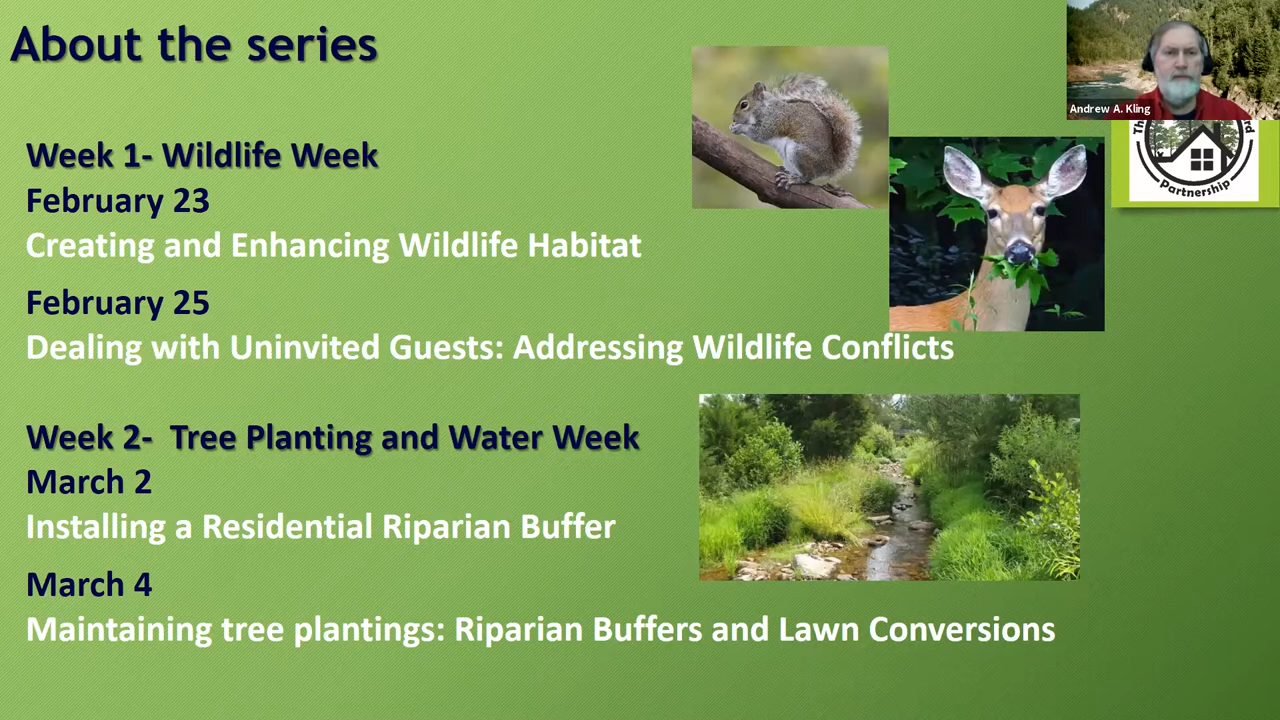 About the series
Andrew A. Kling
Partnership
Week 1- Wildlife Week
February 23
Creating and Enhancing Wildlife Habitat
February 25
Dealing with Uninvited Guests: Addressing Wildlife Conflicts
Week 2- Tree Planting and Water Week
March 2
Installing a Residential Riparian Buffer
March 4
Maintaining tree plantings: Riparian Buffers and Lawn Conversions